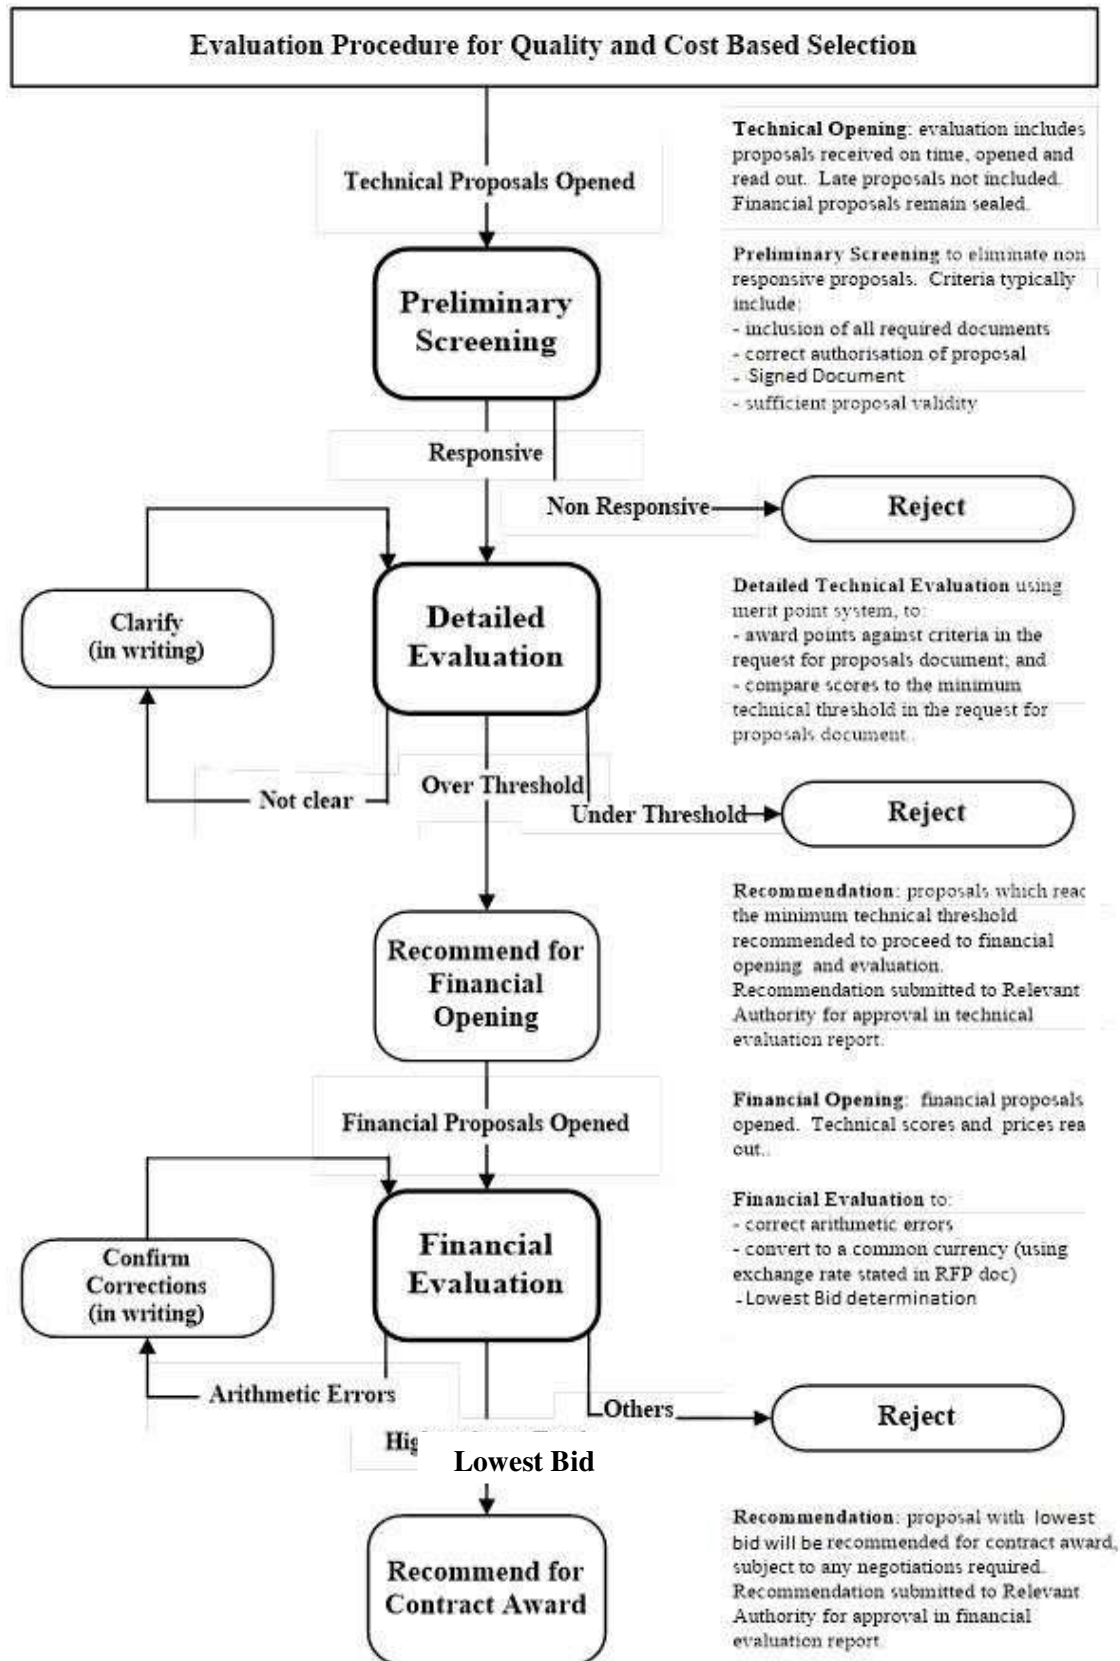 Evaluation Procedure for Quality and Cost Based Selection
Technical Proposals Opened
Technical Opening: evaluation includes
proposals received on time, opened and
read out. Late proposals not included.
Financial proposals remain sealed.
Preliminary
Screening
Preliminary Screening to eliminate non
responsive proposals. Criteria typically
include:
- inclusion of all required documents
- correct authorisation of proposal
- Signed Document
- sufficient proposal validity
Responsive
Non Responsive
Reject
Clarify
(in writing)
Detailed
Evaluation
Detailed Technical Evaluation using
merit point system, to:
- award points against criteria in the
request for proposals document; and
- compare scores to the minimum
technical threshold in the request for
proposals document..
Not clear
Over Threshold
Under Threshold
Reject
Recommend for
Financial
Opening
Recommendation: proposals which reac
the minimum technical threshold
recommended to proceed to financial
opening and evaluation.
Recommendation submitted to Relevant
Authority for approval in technical
evaluation report.
Financial Proposals Opened
Financial Opening: financial proposals
opened. Technical scores and prices rea
out..
Confirm
Corrections
(in writing)
Financial
Evaluation
Financial Evaluation to:
- correct arithmetic errors
- convert to a common currency (using
exchange rate stated in RFP doc)
- Lowest Bid determination
Arithmetic Errors
Others
Reject
Lowest Bid
Recommend for
Contract Award
Recommendation: proposal with lowest
bid will be recommended for contract award,
subject to any negotiations required.
Recommendation submitted to Relevant
Authority for approval in financial
evaluation report.